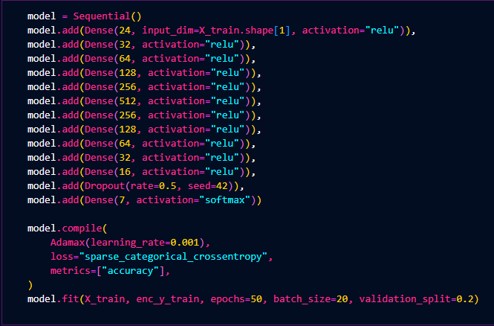 model = Sequential()
model.add(Dense(24, input_dim=X_train.shape[1], activation="relu")),
model.add(Dense(32, activation="relu")),
model.add(Dense(64, activation="relu")),
model.add(Dense(128, activation="relu")),
model.add(Dense(256, activation="relu")),
model.add(Dense(512, activation="relu")),
model.add(Dense(256, activation="relu")),
model.add(Dense(128, activation="relu")),
model.add(Dense(64, activation="relu")),
model.add(Dense(32, activation="relu")),
model.add(Dense(16, activation="relu")),
model.add(Dropout(rate=0.5, seed=42)),
model.add(Dense(7, activation="softmax"))
model.compile(
    Adamax(learning_rate=0.001),
    loss="sparse_categorical_crossentropy",
    metrics=["accuracy"],
)
model.fit(X_train, enc_y_train, epochs=50, batch_size=20, validation_split=0.2)